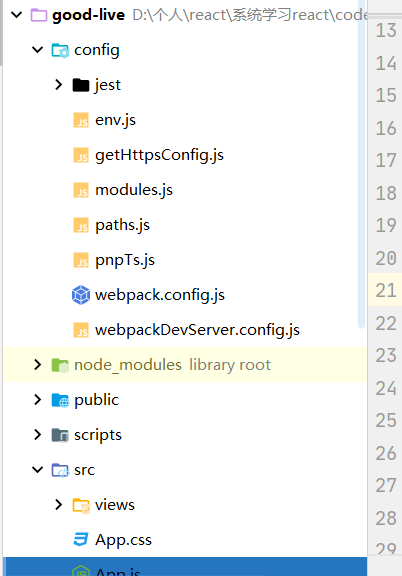 good-live D:\个人\react\系统学习react\code
config
jest
env.js
getHttpsConfig.js
modules.js
paths.js
pnpTs.js
webpack.config.js
webpackDevServer.config.js
node_modules library root
public
scripts
src
views
App.css
App.js
13
14
15
16
17
18
19
20
21
22
23
24
25
26
27
28
29